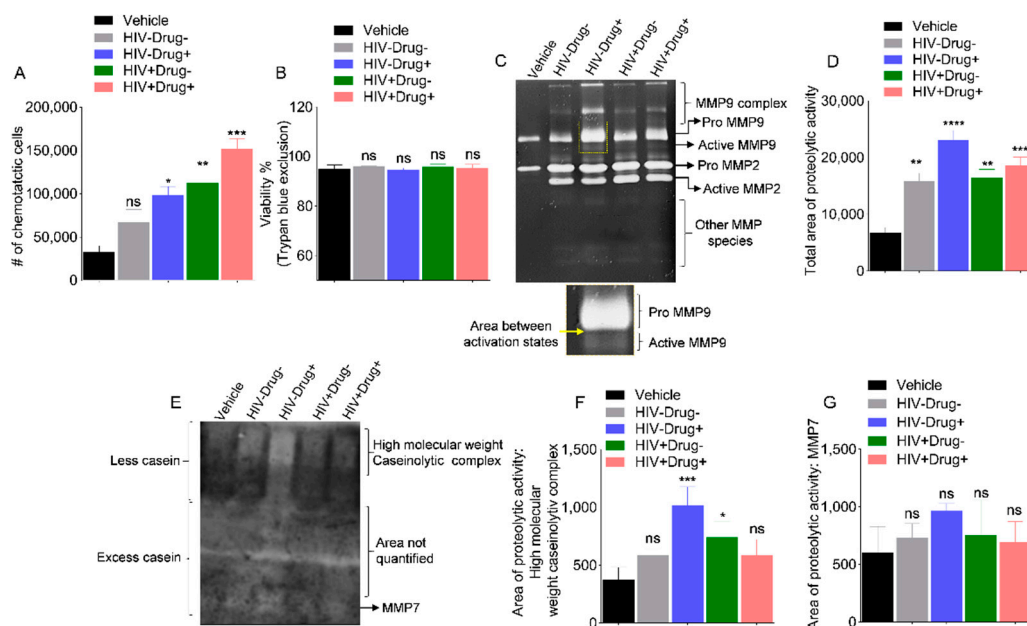 Vehicle
HIV-Drug-
HIV-Drug+
HIV+Drug-
HIV+Drug+
A
# of chemotatctic cells
200,000
150,000
100,000
50,000
0
ns
*
**
***
Vehicle
HIV-Drug-
HIV-Drug+
HIV+Drug-
HIV+Drug+
B
Viability %
(Trypan blue exclusion)
120
100
80
60
ns
ns
ns
ns
C
Vehicle
HIV-Drug-
HIV-Drug+
HIV+Drug-
HIV+Drug+
MMP9 complex
Pro MMP9
Active MMP9
Pro MMP2
Active MMP2
Other MMP
species
Area between
activation states
Pro MMP9
Active MMP9
Vehicle
HIV-Drug-
HIV-Drug+
HIV+Drug-
HIV+Drug+
D
Total area of proteolytic activity
30,000
20,000
10,000
0
**
****
**
***
E
Vehicle
HIV-Drug-
HIV-Drug+
HIV+Drug-
HIV+Drug+
Less casein
Excess casein
High molecular weight
Caseinolytic complex
Area not
quantified
MMP7
Vehicle
HIV-Drug-
HIV-Drug+
HIV+Drug-
HIV+Drug+
F
Area of proteolytic activity:
High molecular
weight caseinolytiv complex
1,500
1,000
500
0
ns
***
*
ns
Vehicle
HIV-Drug-
HIV-Drug+
HIV+Drug-
HIV+Drug+
G
Area of proteolytic activity: MMP7
1,500
1,000
500
0
ns
ns
ns
ns